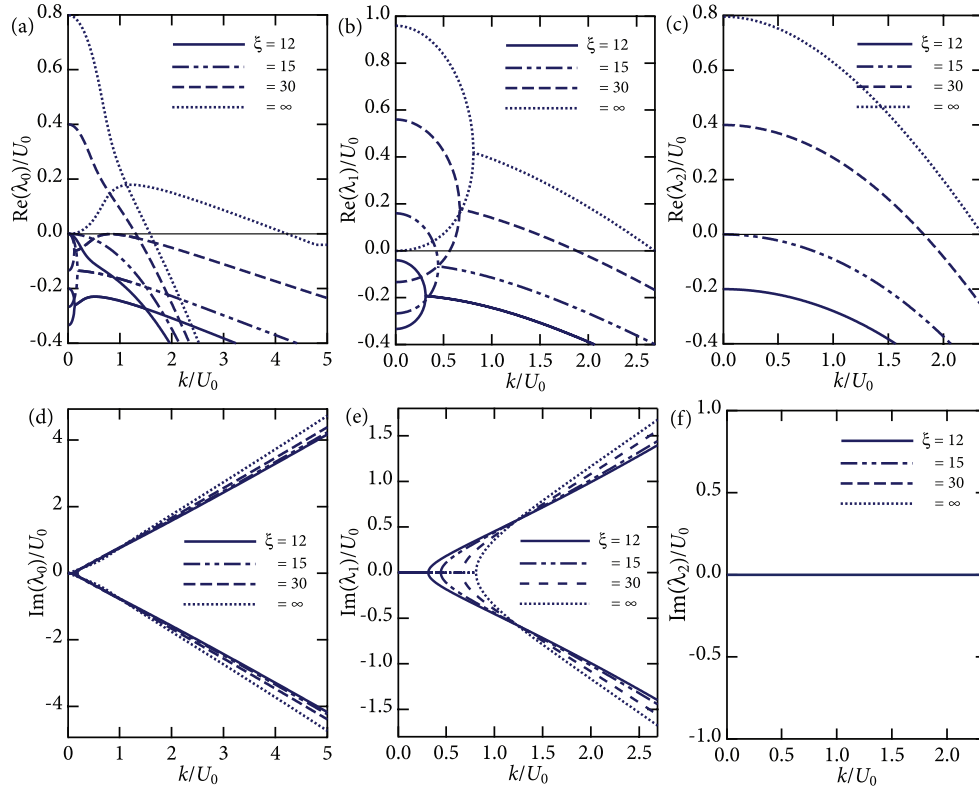 (a)
0.8
0.6
0.4
0.2
0.0
-0.2
-0.4
Re(λ₀)/U₀
ξ = 12
= 15
= 30
= ∞
0 1 2 3 4 5
k/U₀
(b)
1.0
0.8
0.6
0.4
0.2
0.0
-0.2
-0.4
Re(λ₁)/U₀
ξ = 12
= 15
= 30
= ∞
0.0 0.5 1.0 1.5 2.0 2.5
k/U₀
(c)
0.8
0.6
0.4
0.2
0.0
-0.2
-0.4
Re(λ₂)/U₀
ξ = 12
= 15
= 30
= ∞
0.0 0.5 1.0 1.5 2.0
k/U₀
(d)
4
2
0
-2
-4
Im(λ₀)/U₀
ξ = 12
= 15
= 30
= ∞
0 1 2 3 4 5
k/U₀
(e)
1.5
1.0
0.5
0.0
-0.5
-1.0
-1.5
Im(λ₁)/U₀
ξ = 12
= 15
= 30
= ∞
0.0 0.5 1.0 1.5 2.0 2.5
k/U₀
(f)
1.0
0.5
0.0
-0.5
-1.0
Im(λ₂)/U₀
ξ = 12
= 15
= 30
= ∞
0.0 0.5 1.0 1.5 2.0
k/U₀